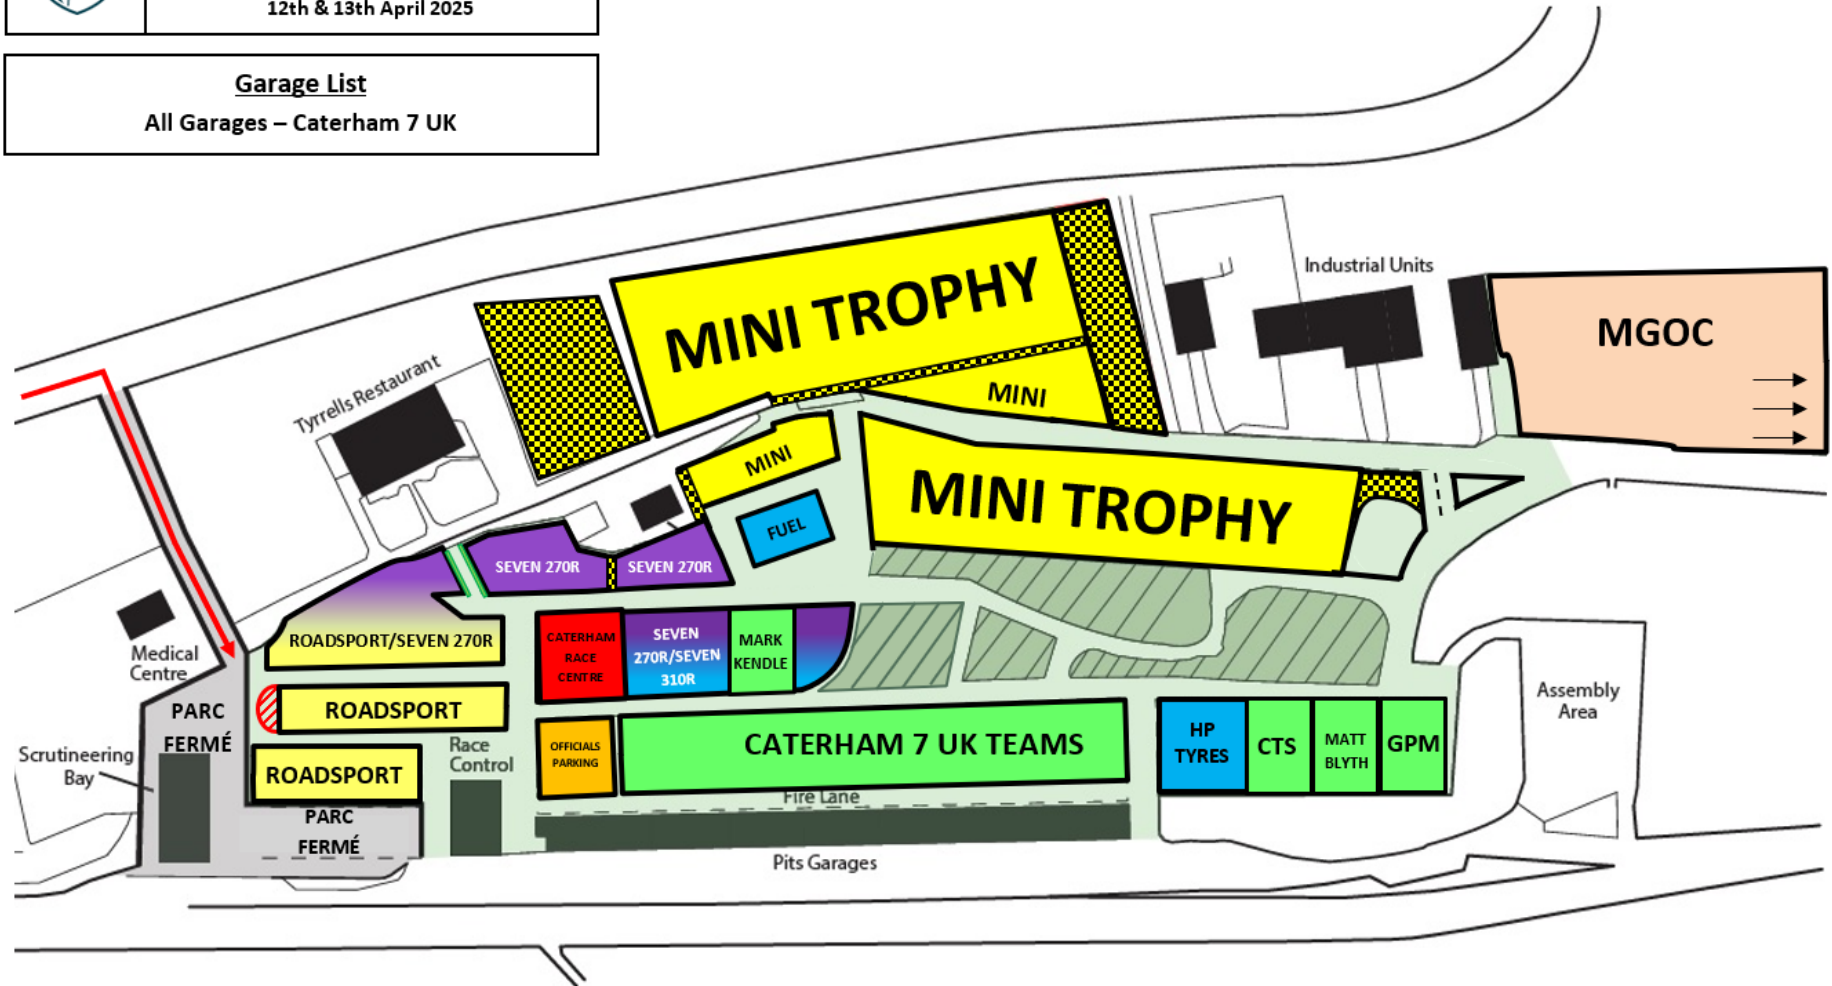 12th & 13th April 2025
Garage List
All Garages – Caterham 7 UK
Industrial Units
MINI TROPHY
MGOC
Tyrrells Restaurant
MINI
MINI
MINI TROPHY
FUEL
SEVEN 270R
SEVEN 270R
ROADSPORT/SEVEN 270R
CATERHAM
RACE
CENTRE
SEVEN
270R/SEVEN
310R
MARK
KENDLE
Medical
Centre
PARC
FERMÉ
ROADSPORT
Assembly
Area
Scrutineering
Bay
ROADSPORT
Race
Control
OFFICIALS
PARKING
CATERHAM 7 UK TEAMS
HP
TYRES
CTS
MATT
BLYTH
GPM
Fire Lane
PARC
FERMÉ
Pits Garages